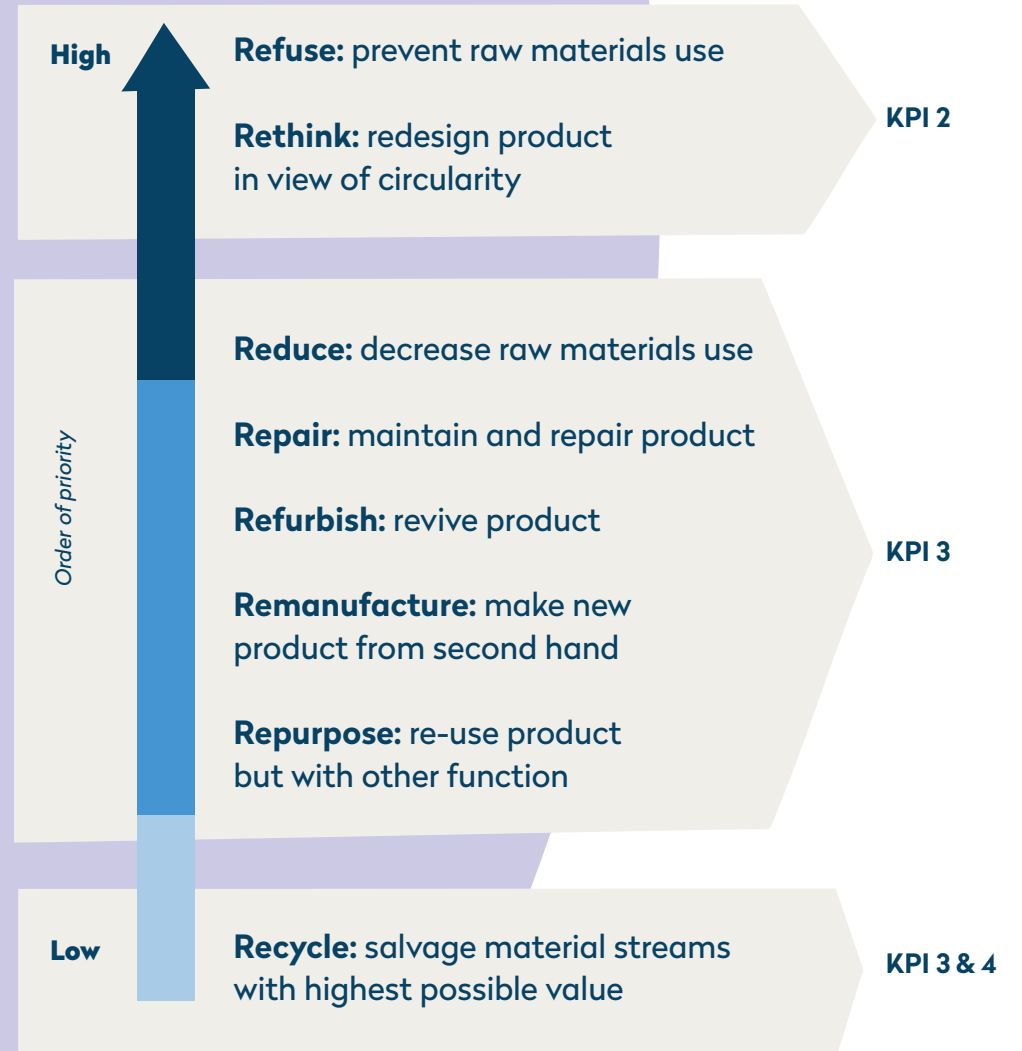 High
Refuse: prevent raw materials use
Rethink: redesign product
in view of circularity
KPI 2
Order of priority
Reduce: decrease raw materials use
Repair: maintain and repair product
Refurbish: revive product
Remanufacture: make new
product from second hand
Repurpose: re-use product
but with other function
KPI 3
Low
Recycle: salvage material streams
with highest possible value
KPI 3 & 4